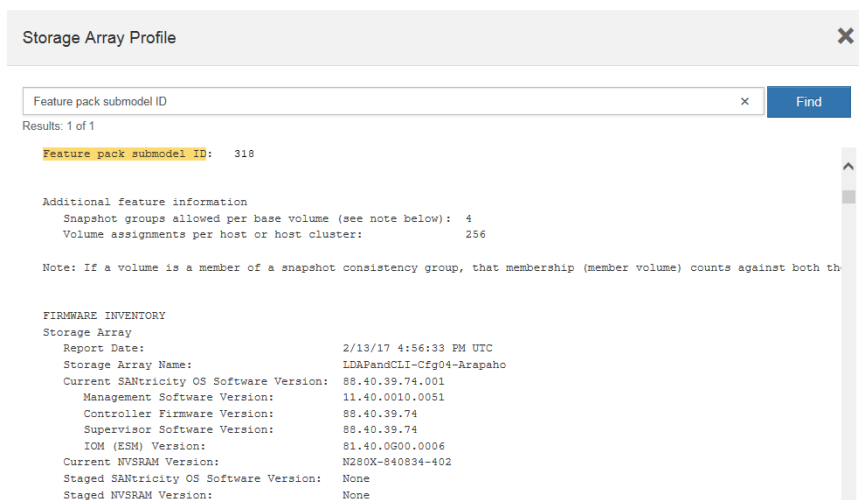 Storage Array Profile
Feature pack submodel ID
Find
Results: 1 of 1
Feature pack submodel ID: 318
Additional feature information
Snapshot groups allowed per base volume (see note below): 4
Volume assignments per host or host cluster: 256
Note: If a volume is a member of a snapshot consistency group, that membership (member volume) counts against both th
FIRMWARE INVENTORY
Storage Array
Report Date: 2/13/17 4:56:33 PM UTC
Storage Array Name: LDAPandCLI-Cfg04-Arapaho
Current SANtricity OS Software Version: 88.40.39.74.001
Management Software Version: 11.40.0010.0051
Controller Firmware Version: 88.40.39.74
Supervisor Software Version: 88.40.39.74
IOM (ESM) Version: 81.40.0G00.0006
Current NVSRAM Version: N280X-840834-402
Staged SANtricity OS Software Version: None
Staged NVSRAM Version: None